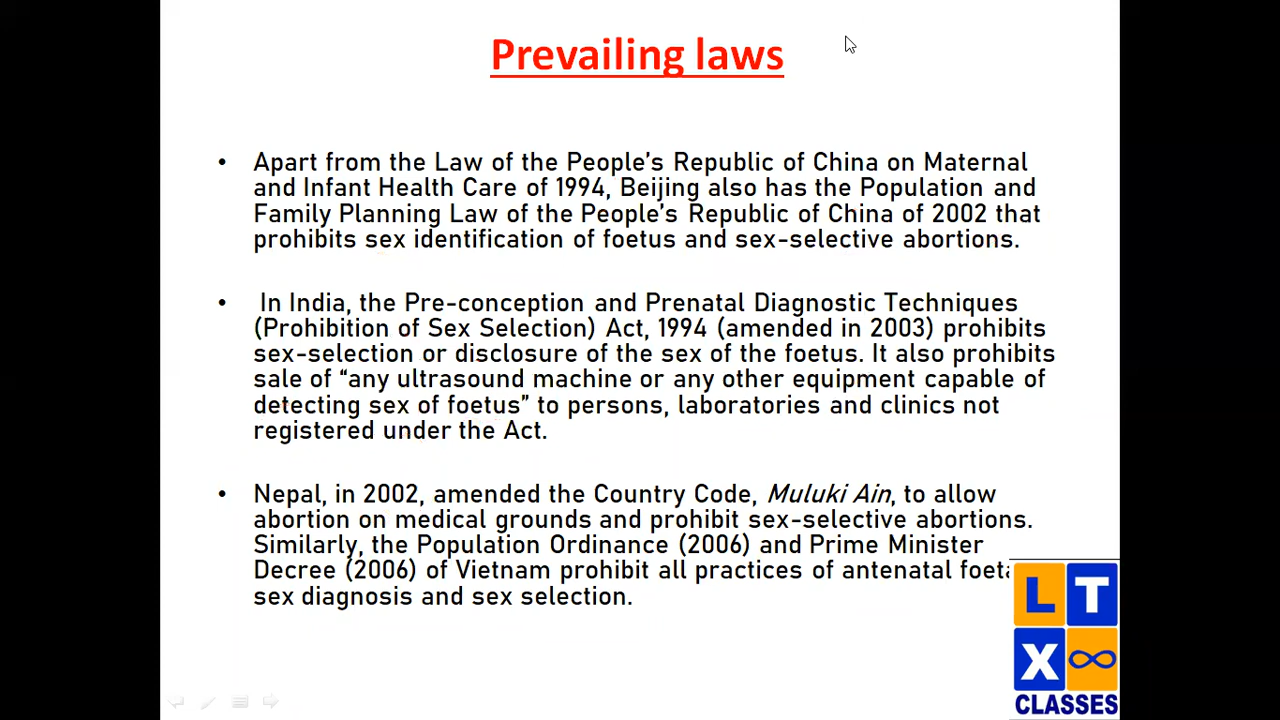 Prevailing laws
• Apart from the Law of the People's Republic of China on Maternal
and Infant Health Care of 1994, Beijing also has the Population and
Family Planning Law of the People's Republic of China of 2002 that
prohibits sex identification of foetus and sex-selective abortions.
• In India, the Pre-conception and Prenatal Diagnostic Techniques
(Prohibition of Sex Selection) Act, 1994 (amended in 2003) prohibits
sex-selection or disclosure of the sex of the foetus. It also prohibits
sale of “any ultrasound machine or any other equipment capable of
detecting sex of foetus” to persons, laboratories and clinics not
registered under the Act.
• Nepal, in 2002, amended the Country Code, Muluki Ain, to allow
abortion on medical grounds and prohibit sex-selective abortions.
Similarly, the Population Ordinance (2006) and Prime Minister
Decree (2006) of Vietnam prohibit all practices of antenatal foeta
sex diagnosis and sex selection.
L T
X ∞
CLASSES